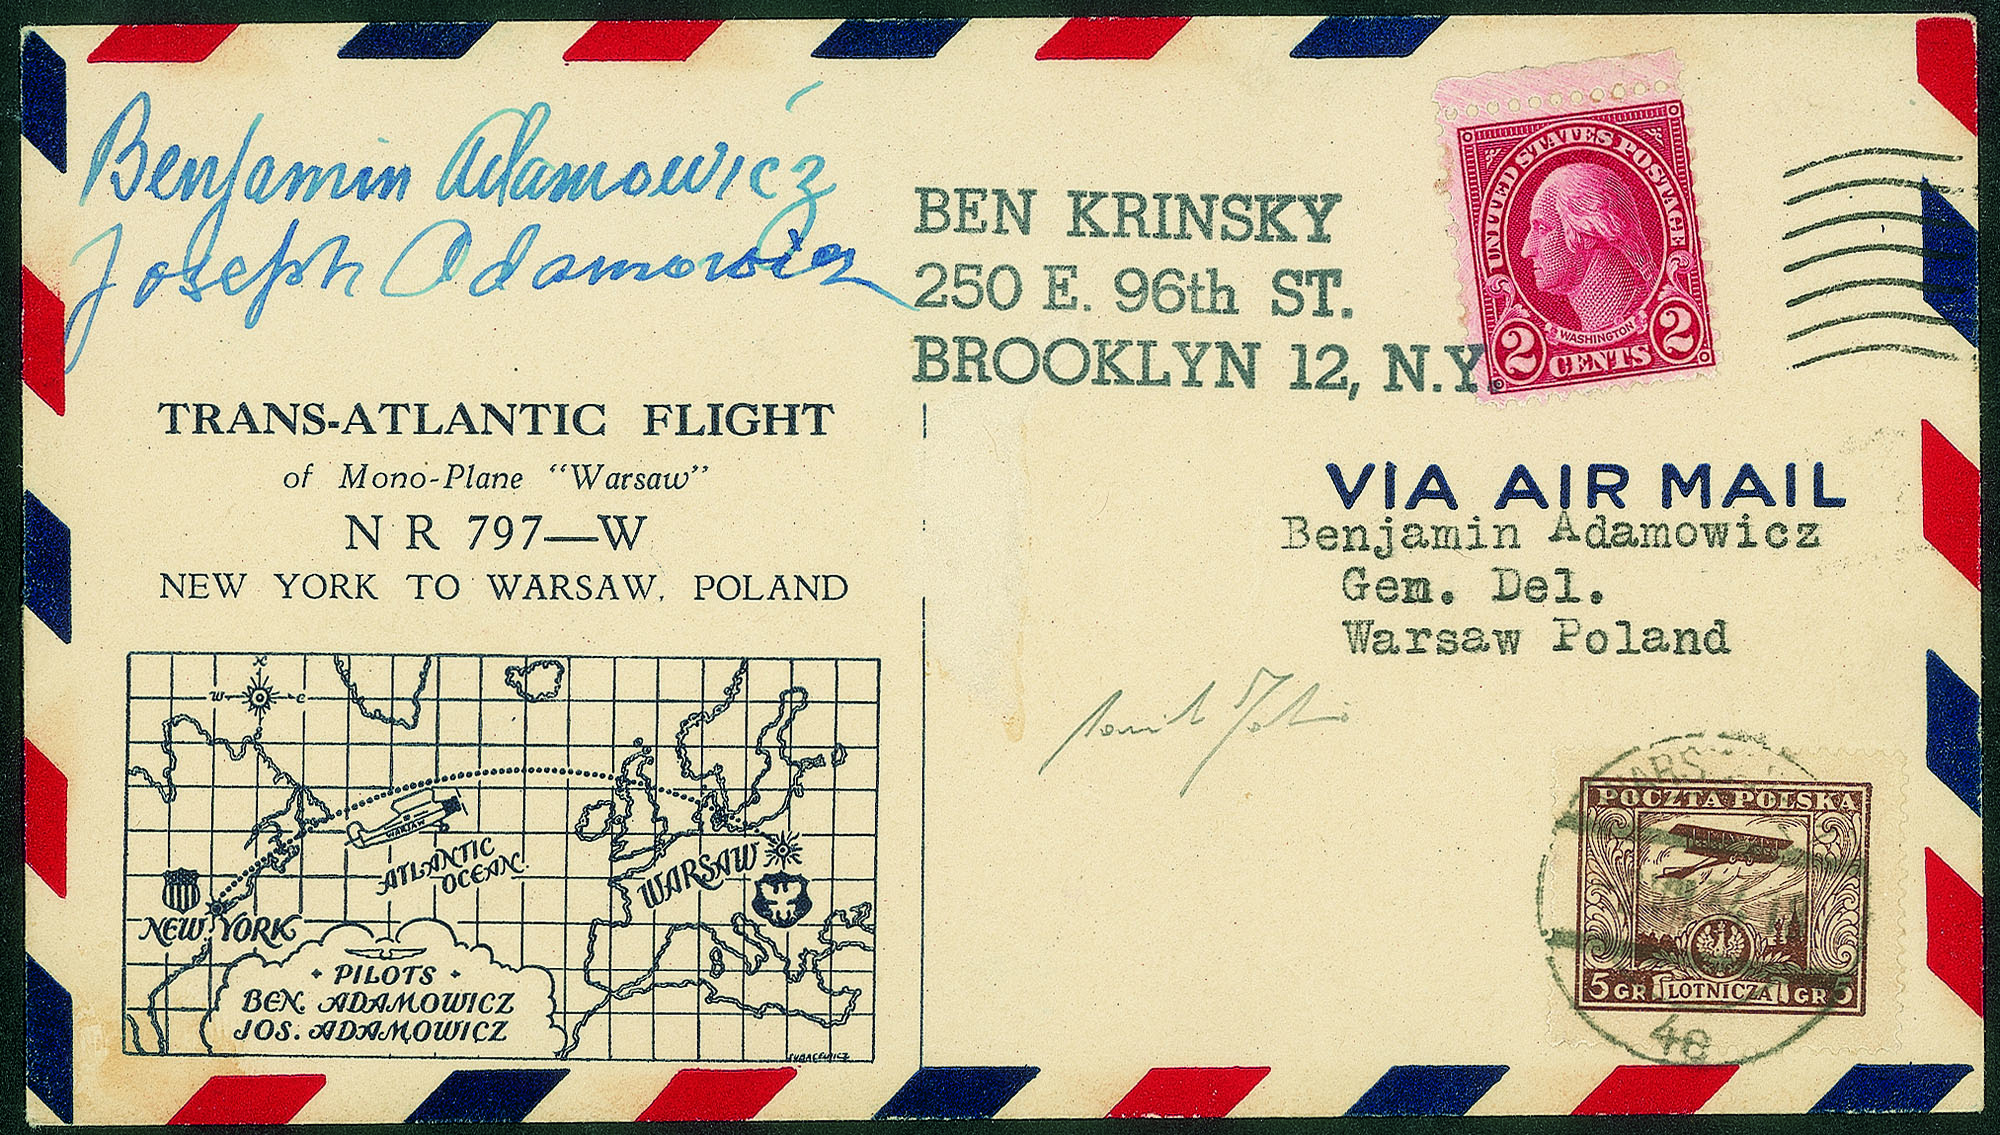 Benjamin Adamowicz
Joseph Adamowicz
TRANS-ATLANTIC FLIGHT
of Mono-Plane “Warsaw”
N R 797—W
NEW YORK TO WARSAW, POLAND
W
E
WARSAW
ATLANTIC
OCEAN
WARSAW
NEW YORK
PILOTS
BEN. ADAMOWICZ
JOS. ADAMOWICZ
BEN KRINSKY
250 E. 96th ST.
BROOKLYN 12, N.Y.
UNITED STATES POSTAGE
WASHINGTON
2 CENTS 2
VIA AIR MAIL
Benjamin Adamowicz
Gem. Del.
Warsaw Poland
POCZTA POLSKA
5 GR LOTNICZA GR 5
48